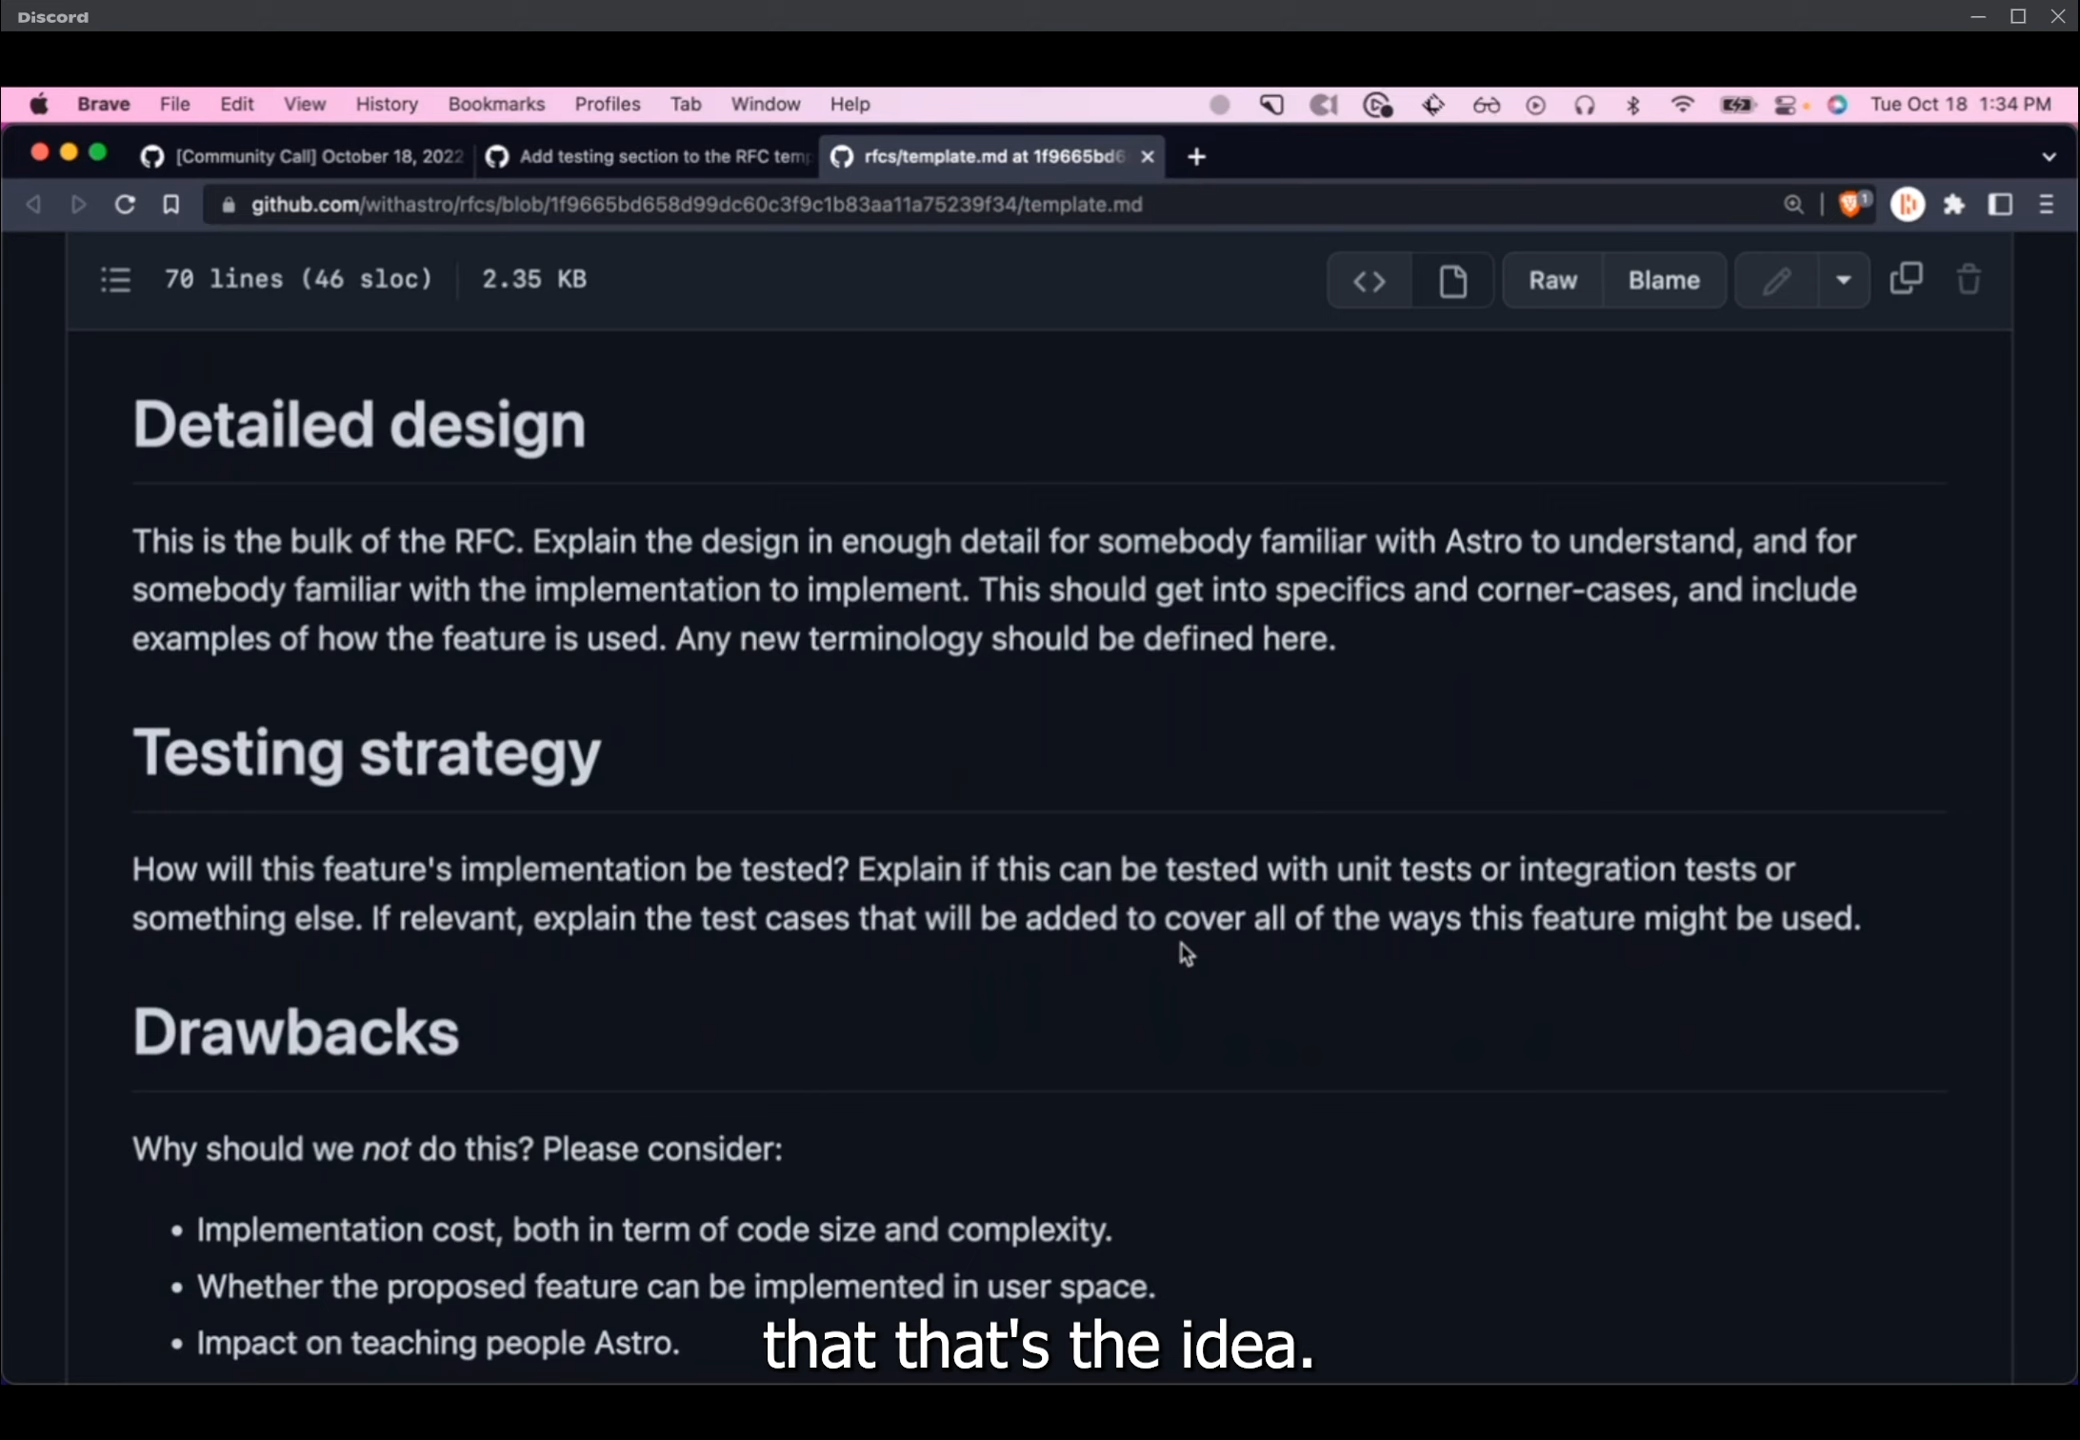 Discord
Brave File Edit View History Bookmarks Profiles Tab Window Help Tue Oct 18 1:34 PM
[Community Call] October 18, 2022 Add testing section to the RFC temp rfcs/template.md at 1f9665bd6
github.com/withastro/rfcs/blob/1f9665bd658d99dc60c3f9c1b83aa11a75239f34/template.md 1
70 lines (46 sloc) 2.35 KB Raw Blame
Detailed design
This is the bulk of the RFC. Explain the design in enough detail for somebody familiar with Astro to understand, and for
somebody familiar with the implementation to implement. This should get into specifics and corner-cases, and include
examples of how the feature is used. Any new terminology should be defined here.
Testing strategy
How will this feature's implementation be tested? Explain if this can be tested with unit tests or integration tests or
something else. If relevant, explain the test cases that will be added to cover all of the ways this feature might be used.
Drawbacks
Why should we not do this? Please consider:
• Implementation cost, both in term of code size and complexity.
• Whether the proposed feature can be implemented in user space.
• Impact on teaching people Astro.
that that's the idea.